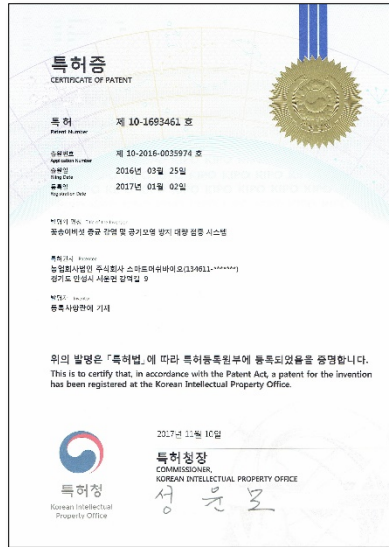 특허증
CERTIFICATE OF PATENT
특 허 제 10-1693461 호
Patent Number
출원번호 제 10-2016-0035974 호
Application Number
출원일 2016년 03월 25일
Filing Date
등록일 2017년 01월 02일
Registration Date
발명의 명칭
꽃송이버섯 종균 감염 및 공기오염 방지 대량 접종 시스템
특허권자
농업회사법인 주식회사 스마트머쉬바이오(134611-*******)
경기도 안성시 서운면
발명자
등록사항란에 기재
위의 발명은 「특허법」에 따라 특허등록원부에 등록되었음을 증명합니다.
This is to certify that, in accordance with the Patent Act, a patent for the invention
has been registered at the Korean Intellectual Property Office.
2017년 11월 10일
특허청장
COMMISSIONER,
KOREAN INTELLECTUAL PROPERTY OFFICE
성 윤 모
특허청
Korean Intellectual
Property Office